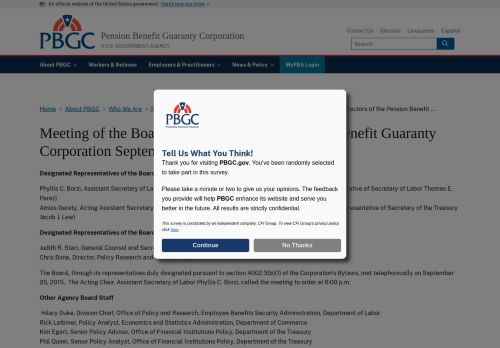 An official website of the United States government Here's how you know
PBGC
Pension Benefit Guaranty Corporation
A U.S. GOVERNMENT AGENCY
Contact Us Glossary Languages Español
Search
About PBGC Workers & Retirees Employers & Practitioners News & Policy MyPBA Login
Home > About PBGC > Who We Are >
irectors of the Pension Benefit ...
Meeting of the Boa
enefit Guaranty
Corporation Septem
Designated Representatives of the Board
Phyllis C. Borzi, Assistant Secretary of Labor
ative of Secretary of Labor Thomas E.
Perez)
Amias Gerety, Acting Assistant Secretary
resentative of Secretary of the Treasury
Jacob J. Lew)
Designated Representatives of the Board
Judith R. Starr, General Counsel and Secre
Chris Bone, Director, Policy Research and
The Board, through its representatives duly designated pursuant to section 4002.3(b)(1) of the Corporation's Bylaws, met telephonically on September
25, 2015. The Acting Chair, Assistant Secretary of Labor Phyllis C. Borzi, called the meeting to order at 6:00 p.m.
Other Agency Board Staff
Hilary Duke, Division Chief, Office of Policy and Research, Employee Benefits Security Administration, Department of Labor
Rick Lattimer, Policy Analyst, Economics and Statistics Administration, Department of Commerce
Kim Egert, Senior Policy Advisor, Office of Financial Institutions Policy, Department of the Treasury
Phil Quinn, Senior Policy Analyst, Office of Financial Institutions Policy, Department of the Treasury
PBGC
Protecting America's Pensions
Tell Us What You Think!
Thank you for visiting PBGC.gov. You've been randomly selected
to take part in this survey.
Please take a minute or two to give us your opinions. The feedback
you provide will help PBGC enhance its website and serve you
better in the future. All results are strictly confidential.
This survey is conducted by an independent company, CFI Group. To view CFI Group's privacy policy
click here.
Continue
No Thanks